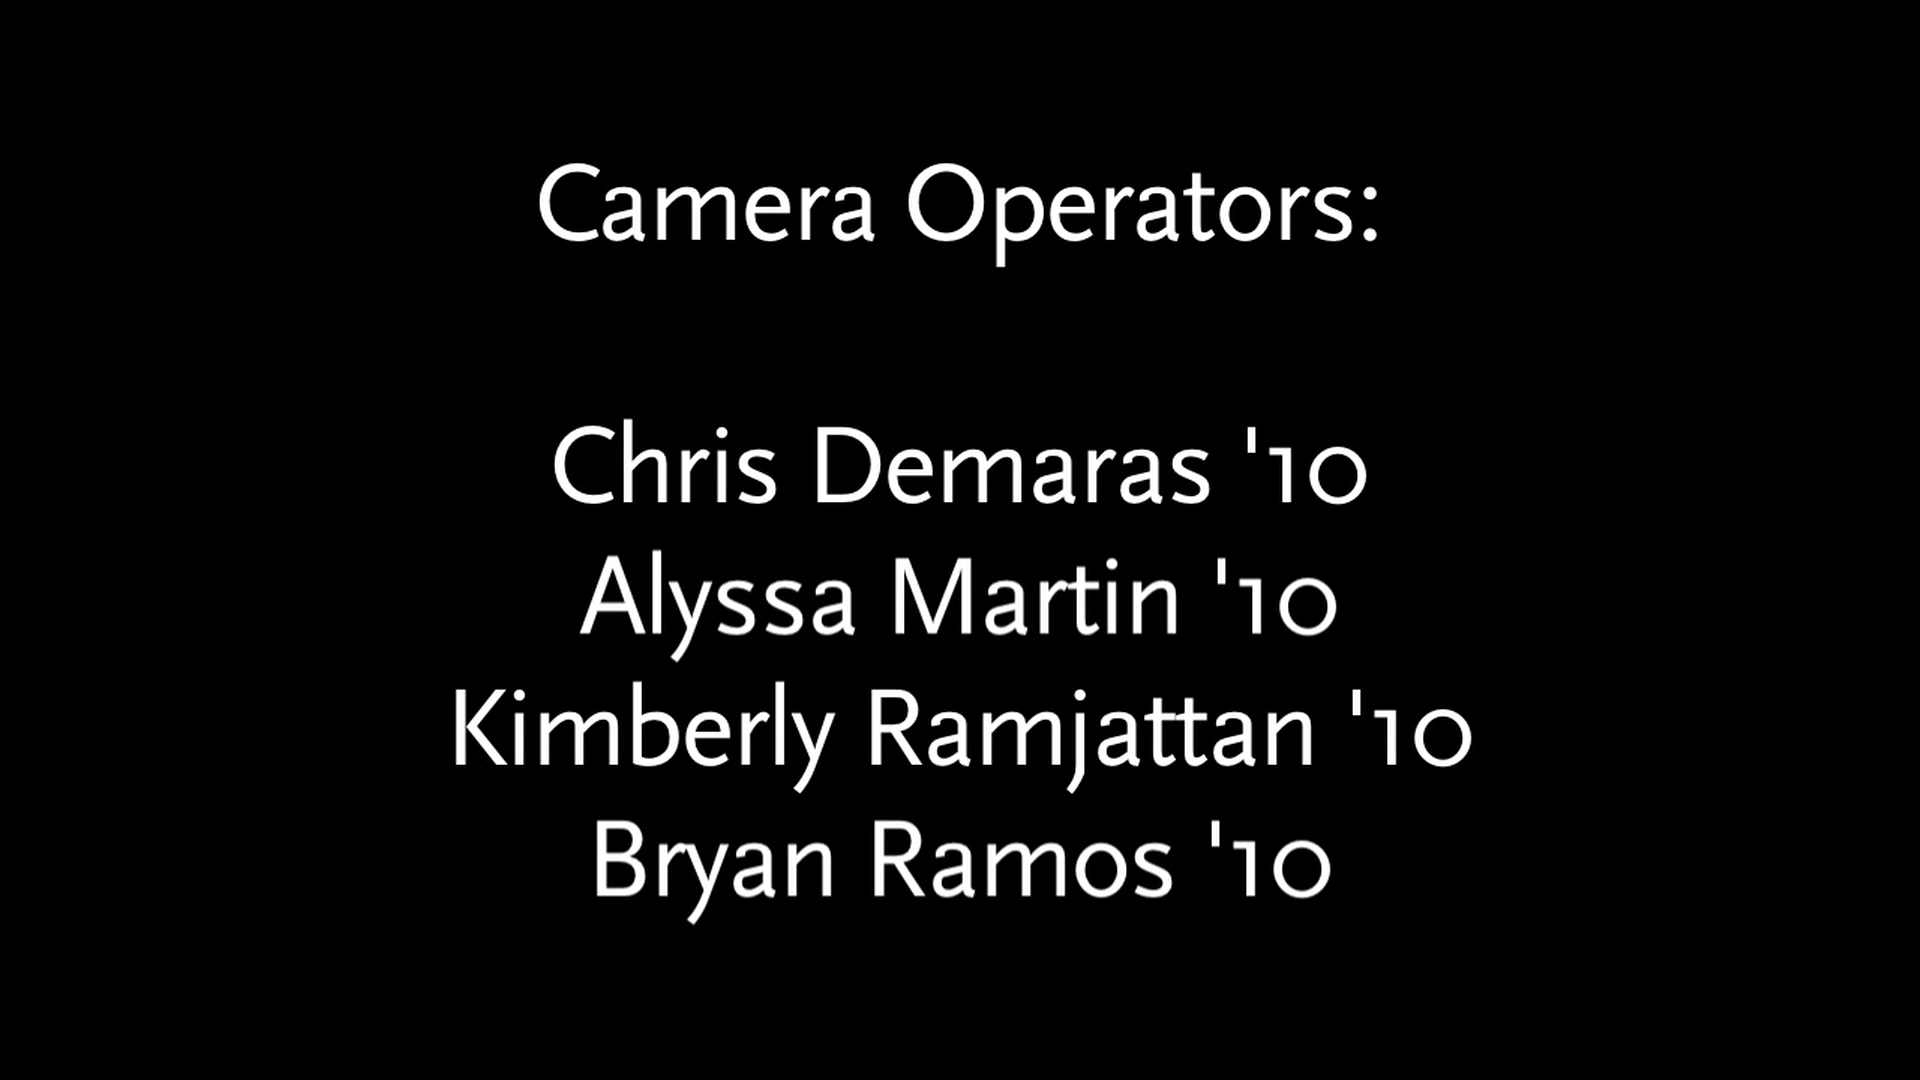 Camera Operators:
Chris Demaras '10
Alyssa Martin '10
Kimberly Ramjattan '10
Bryan Ramos '10